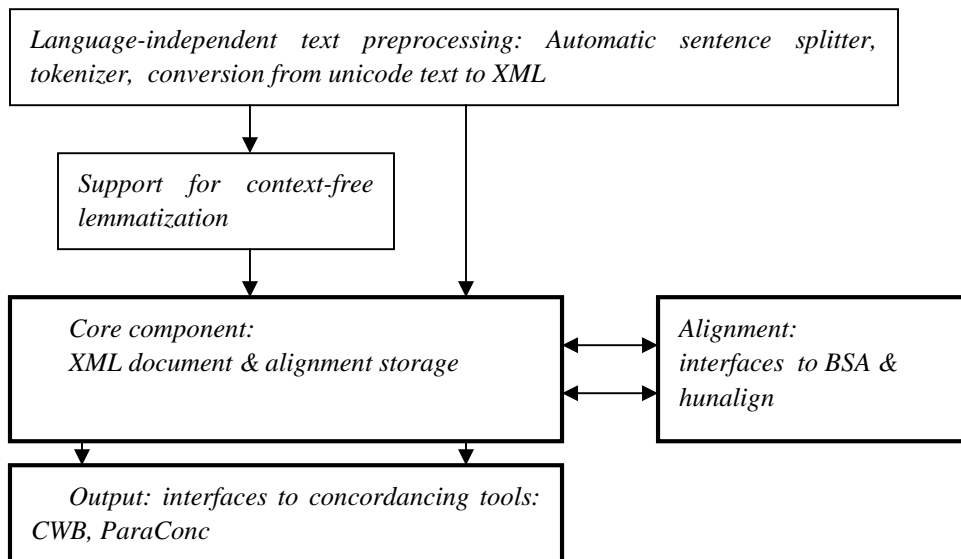 Language-independent text preprocessing: Automatic sentence splitter,
tokenizer, conversion from unicode text to XML
Support for context-free
lemmatization
Core component:
XML document & alignment storage
Alignment:
interfaces to BSA &
hunalign
Output: interfaces to concordancing tools:
CWB, ParaConc